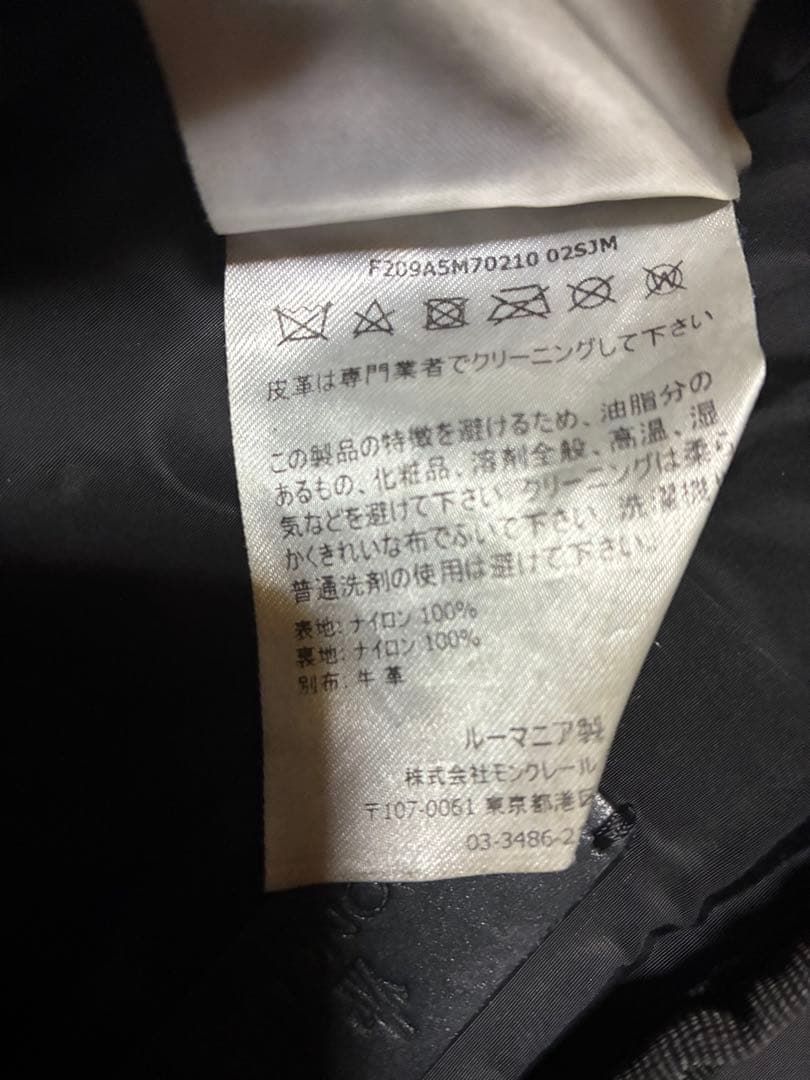 F209A5M70210 02SJM
皮革は専門業者でクリーニングして下さい
この製品の特徴を避けるため、油脂分の
あるもの、化粧品、溶剤全般、高温、湿
気などを避けて下さい クリーニングは柔ら
かくきれいな布でふいて下さい、洗濯機、
普通洗剤の使用は避けて下さい。
表地: ナイロン 100%
裏地: ナイロン 100%
別布: 牛 革
ルーマニア製
株式会社モンクレール
〒107-0061 東京都港区
03-3486-2